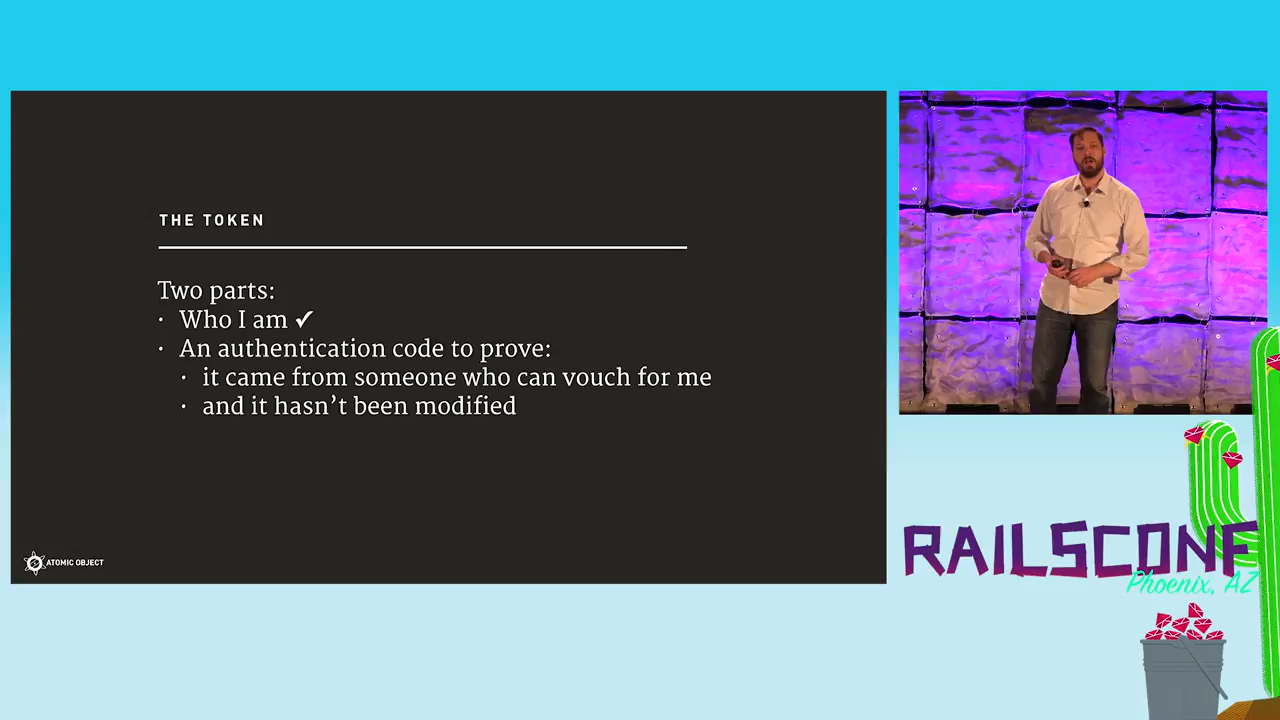 THE TOKEN
Two parts:
· Who I am ✓
· An authentication code to prove:
· it came from someone who can vouch for me
· and it hasn’t been modified
ATOMIC OBJECT
RAILSCONF
Phoenix, AZ